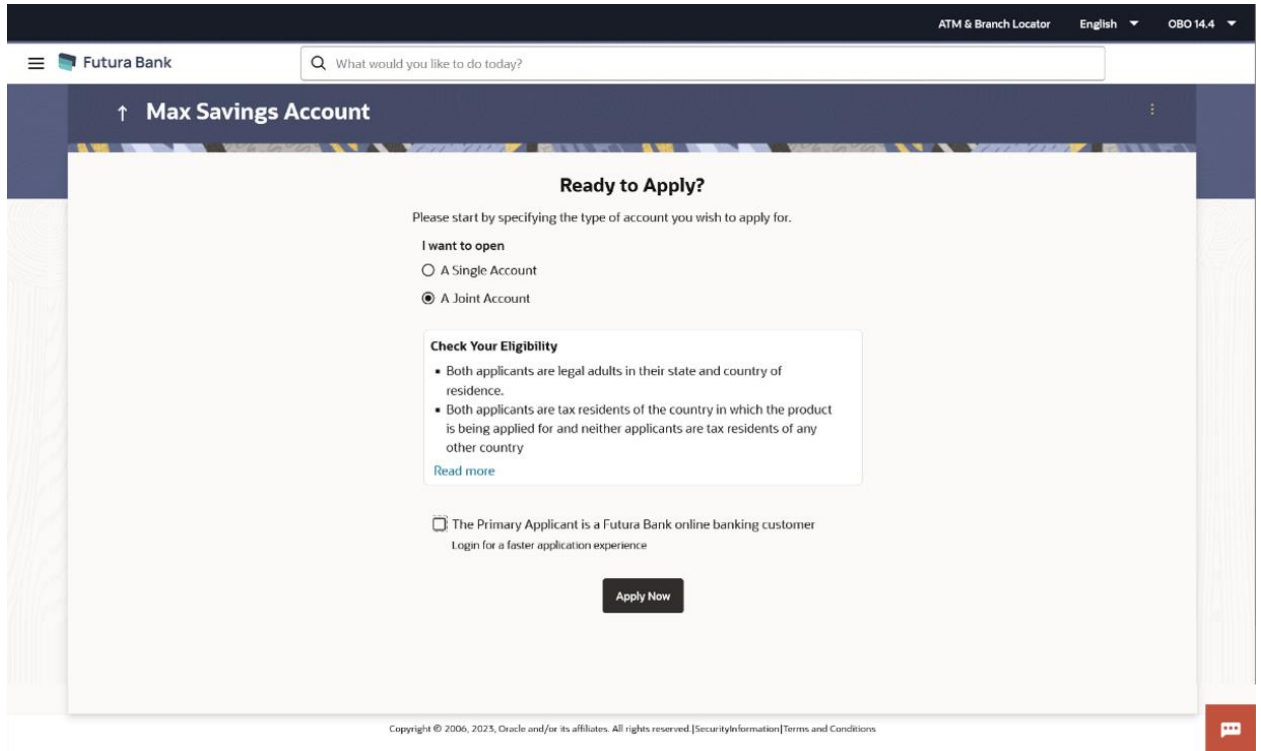 ATM & Branch Locator English OBO 14.4
Futura Bank What would you like to do today?
Max Savings Account
Ready to Apply?
Please start by specifying the type of account you wish to apply for.
I want to open
A Single Account
A Joint Account
Check Your Eligibility
Both applicants are legal adults in their state and country of
residence.
Both applicants are tax residents of the country in which the product
is being applied for and neither applicants are tax residents of any
other country
Read more
The Primary Applicant is a Futura Bank online banking customer
Login for a faster application experience
Apply Now
Copyright © 2006, 2023, Oracle and/or its affiliates. All rights reserved.|SecurityInformation|Terms and Conditions